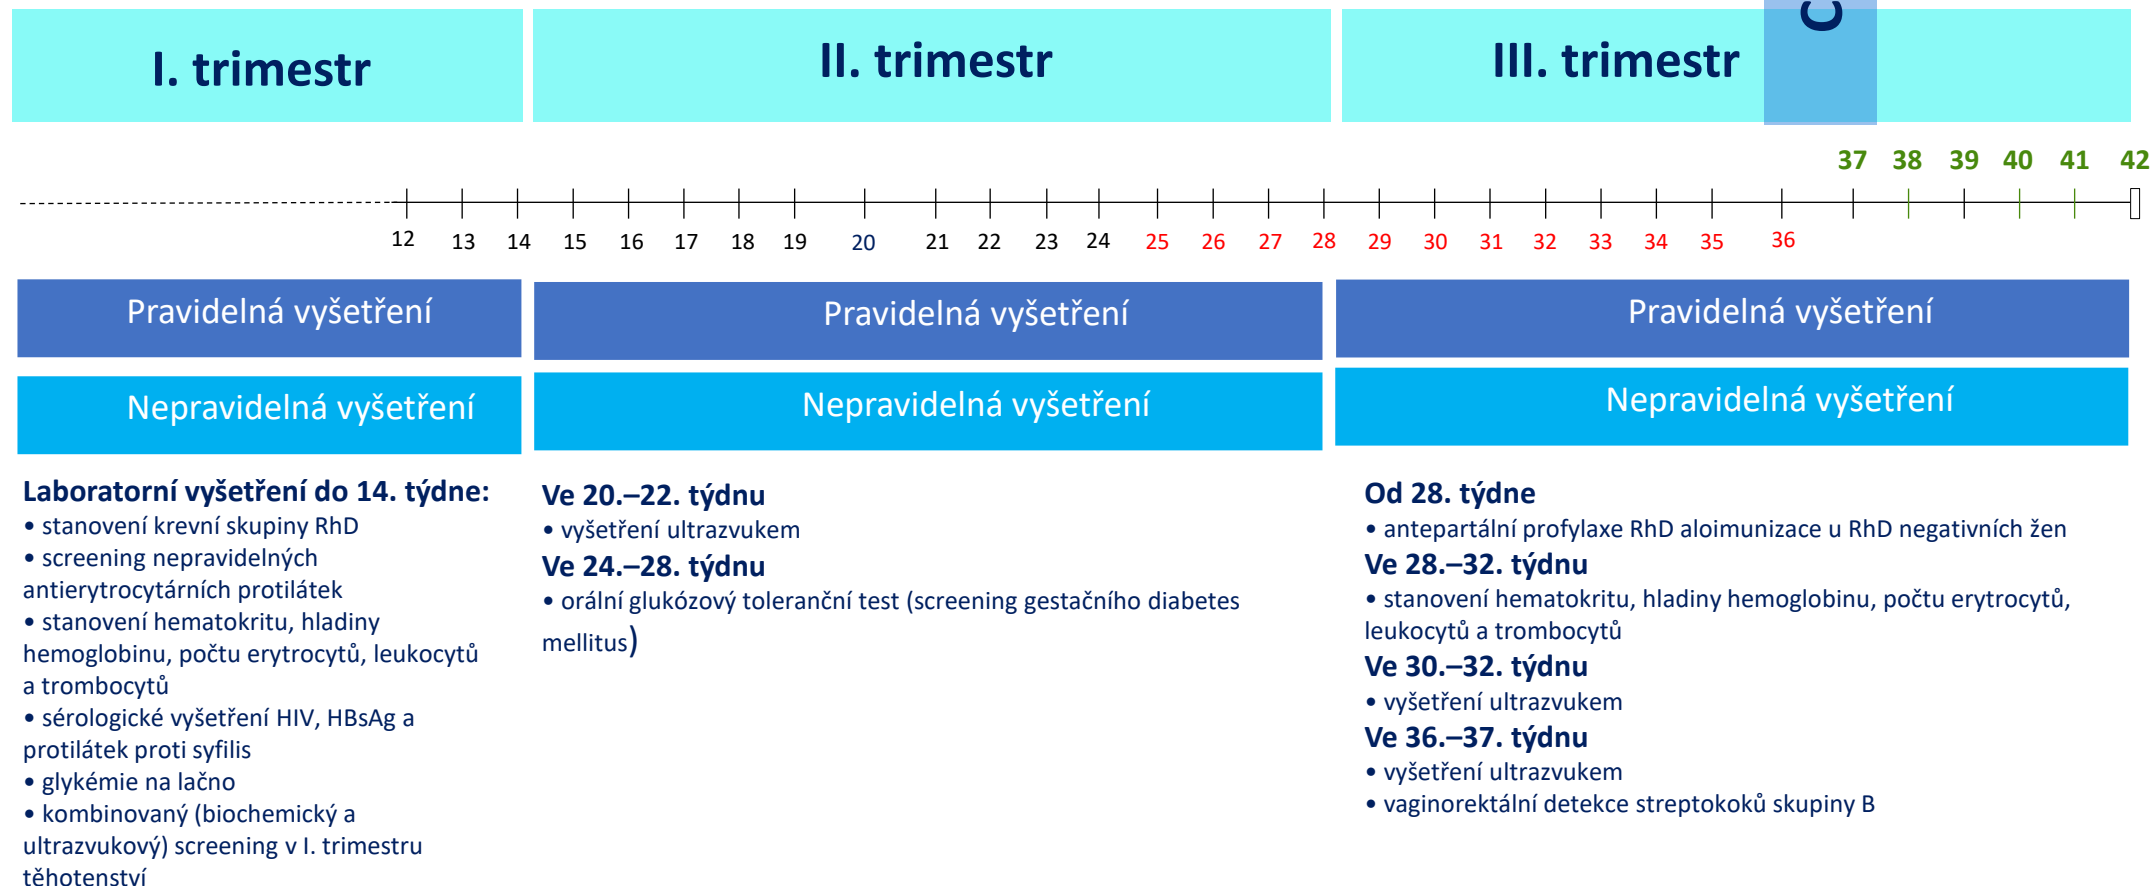 I. trimestr
II. trimestr
III. trimestr
C
37 38 39 40 41 42
12 13 14 15 16 17 18 19 20 21 22 23 24 25 26 27 28 29 30 31 32 33 34 35 36
Pravidelná vyšetření
Pravidelná vyšetření
Pravidelná vyšetření
Nepravidelná vyšetření
Nepravidelná vyšetření
Nepravidelná vyšetření
Laboratorní vyšetření do 14. týdne:
• stanovení krevní skupiny RhD
• screening nepravidelných
antierytrocytárních protilátek
• stanovení hematokritu, hladiny
hemoglobinu, počtu erytrocytů, leukocytů
a trombocytů
• sérologické vyšetření HIV, HBsAg a
protilátek proti syfilis
• glykémie na lačno
• kombinovaný (biochemický a
ultrazvukový) screening v I. trimestru
těhotenství
Ve 20.–22. týdnu
• vyšetření ultrazvukem
Ve 24.–28. týdnu
• orální glukózový toleranční test (screening gestačního diabetes
mellitus)
Od 28. týdne
• antepartální profylaxe RhD aloimunizace u RhD negativních žen
Ve 28.–32. týdnu
• stanovení hematokritu, hladiny hemoglobinu, počtu erytrocytů,
leukocytů a trombocytů
Ve 30.–32. týdnu
• vyšetření ultrazvukem
Ve 36.–37. týdnu
• vyšetření ultrazvukem
• vaginorektální detekce streptokoků skupiny B